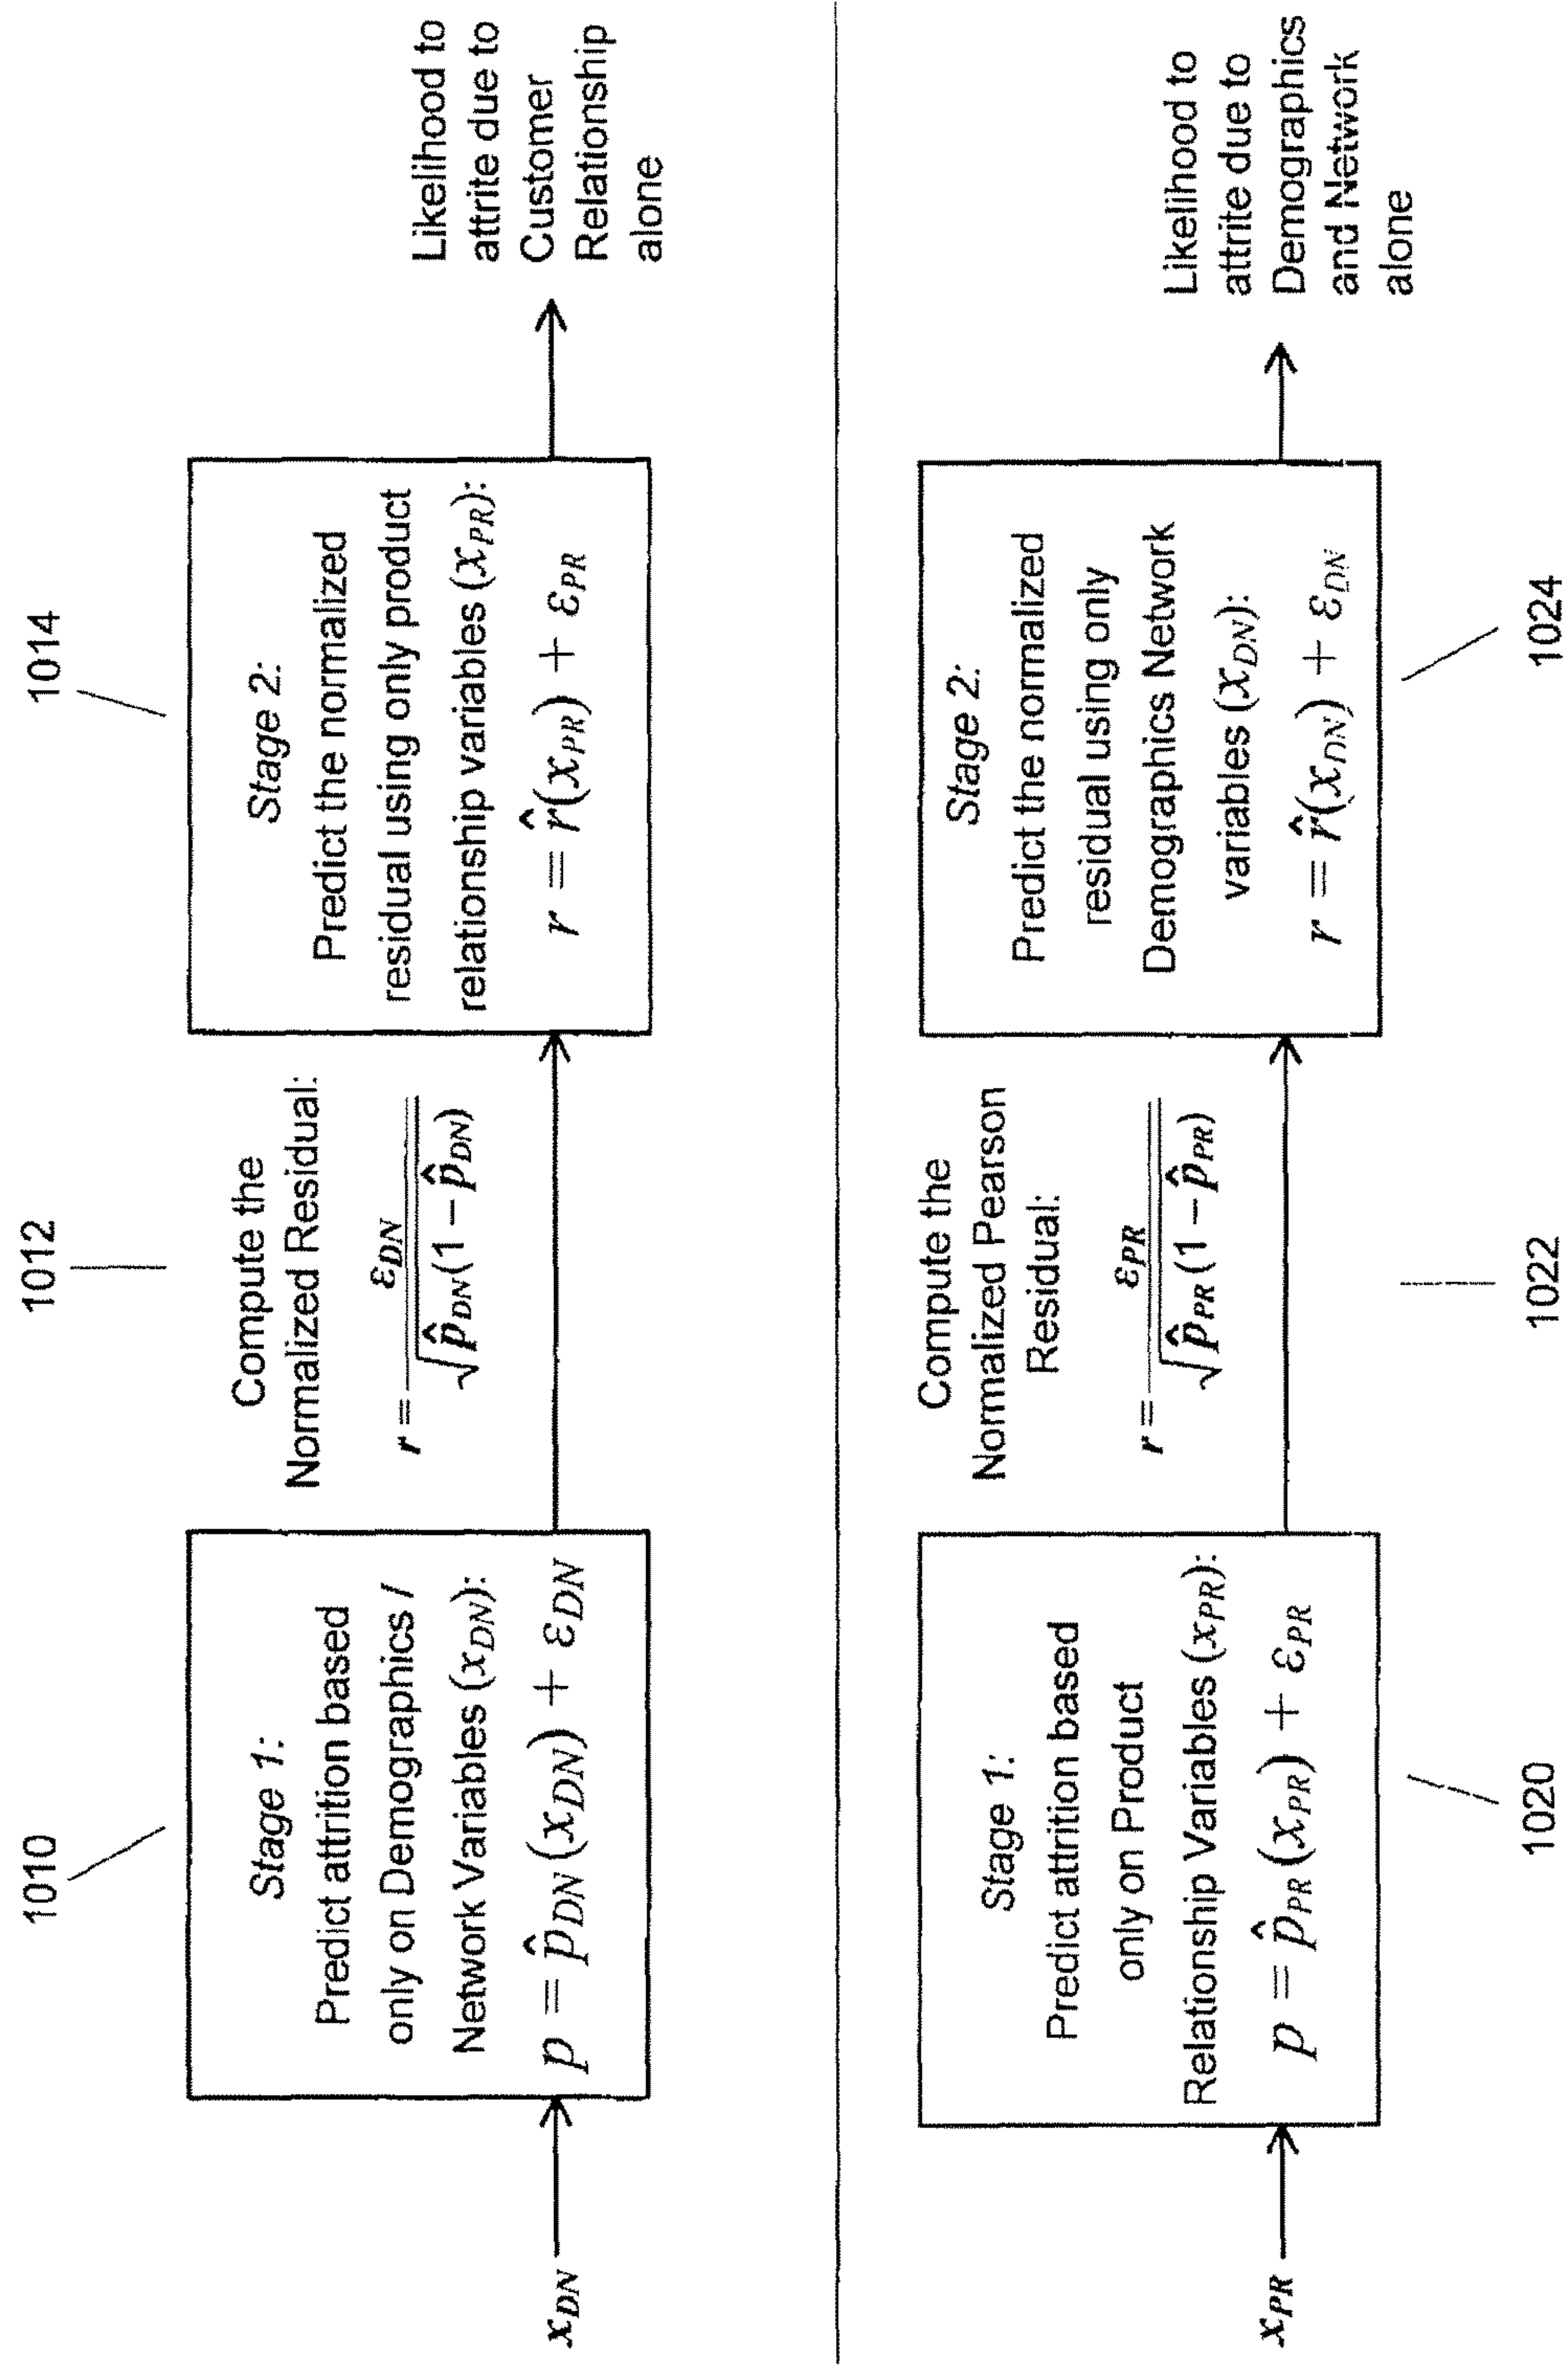 1010
1012
1014
x_DN
Stage 1:
Predict attrition based
only on Demographics /
Network Variables (x_DN):
p = p̂_DN(x_DN) + ε_DN
Compute the
Normalized Residual:
r = ε_DN / √(p̂_DN(1 − p̂_DN))
Stage 2:
Predict the normalized
residual using only product
relationship variables (x_PR):
r = r̂(x_PR) + ε_PR
Likelihood to
attrite due to
Customer
Relationship
alone
x_PR
Stage 1:
Predict attrition based
only on Product
Relationship Variables (x_PR):
p = p̂_PR(x_PR) + ε_PR
Compute the
Normalized Pearson
Residual:
r = ε_PR / √(p̂_PR(1 − p̂_PR))
Stage 2:
Predict the normalized
residual using only
Demographics Network
variables (x_DN):
r = r̂(x_DN) + ε_DN
Likelihood to
attrite due to
Demographics
and Network
alone
1020
1022
1024